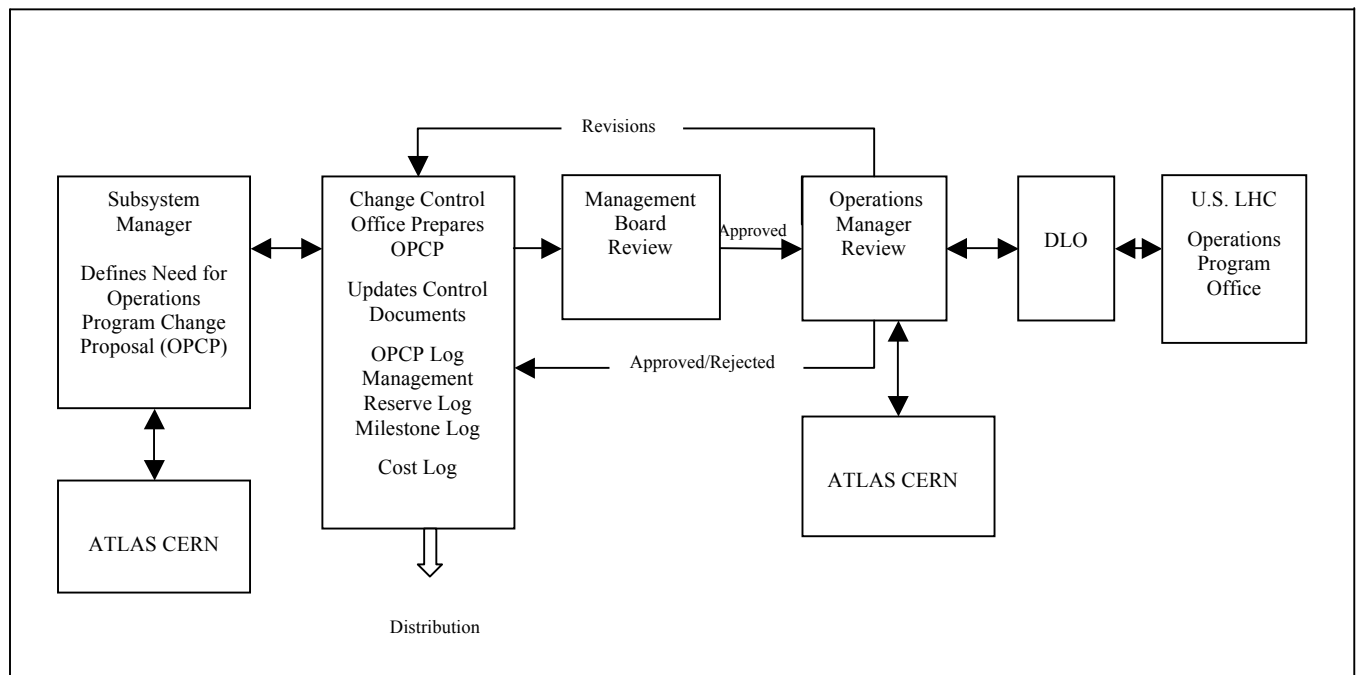 Revisions
Subsystem
Manager
Defines Need for
Operations
Program Change
Proposal (OPCP)
Change Control
Office Prepares
OPCP
Updates Control
Documents
OPCP Log
Management
Reserve Log
Milestone Log
Cost Log
Management
Board
Review
Approved
Operations
Manager
Review
DLO
U.S. LHC
Operations
Program
Office
Approved/Rejected
ATLAS CERN
ATLAS CERN
Distribution